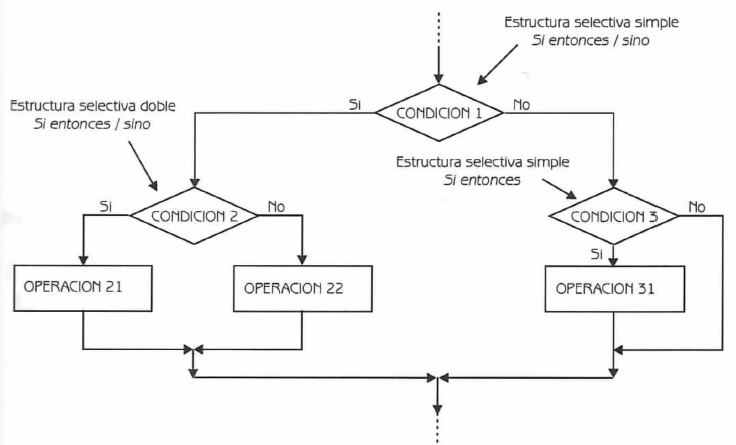 Estructura selectiva simple
Si entonces / sino
Estructura selectiva doble
Si entonces / sino
Si
CONDICION 1
No
Estructura selectiva simple
Si entonces
Si
CONDICION 2
No
CONDICION 3
No
Si
OPERACION 21
OPERACION 22
OPERACION 31